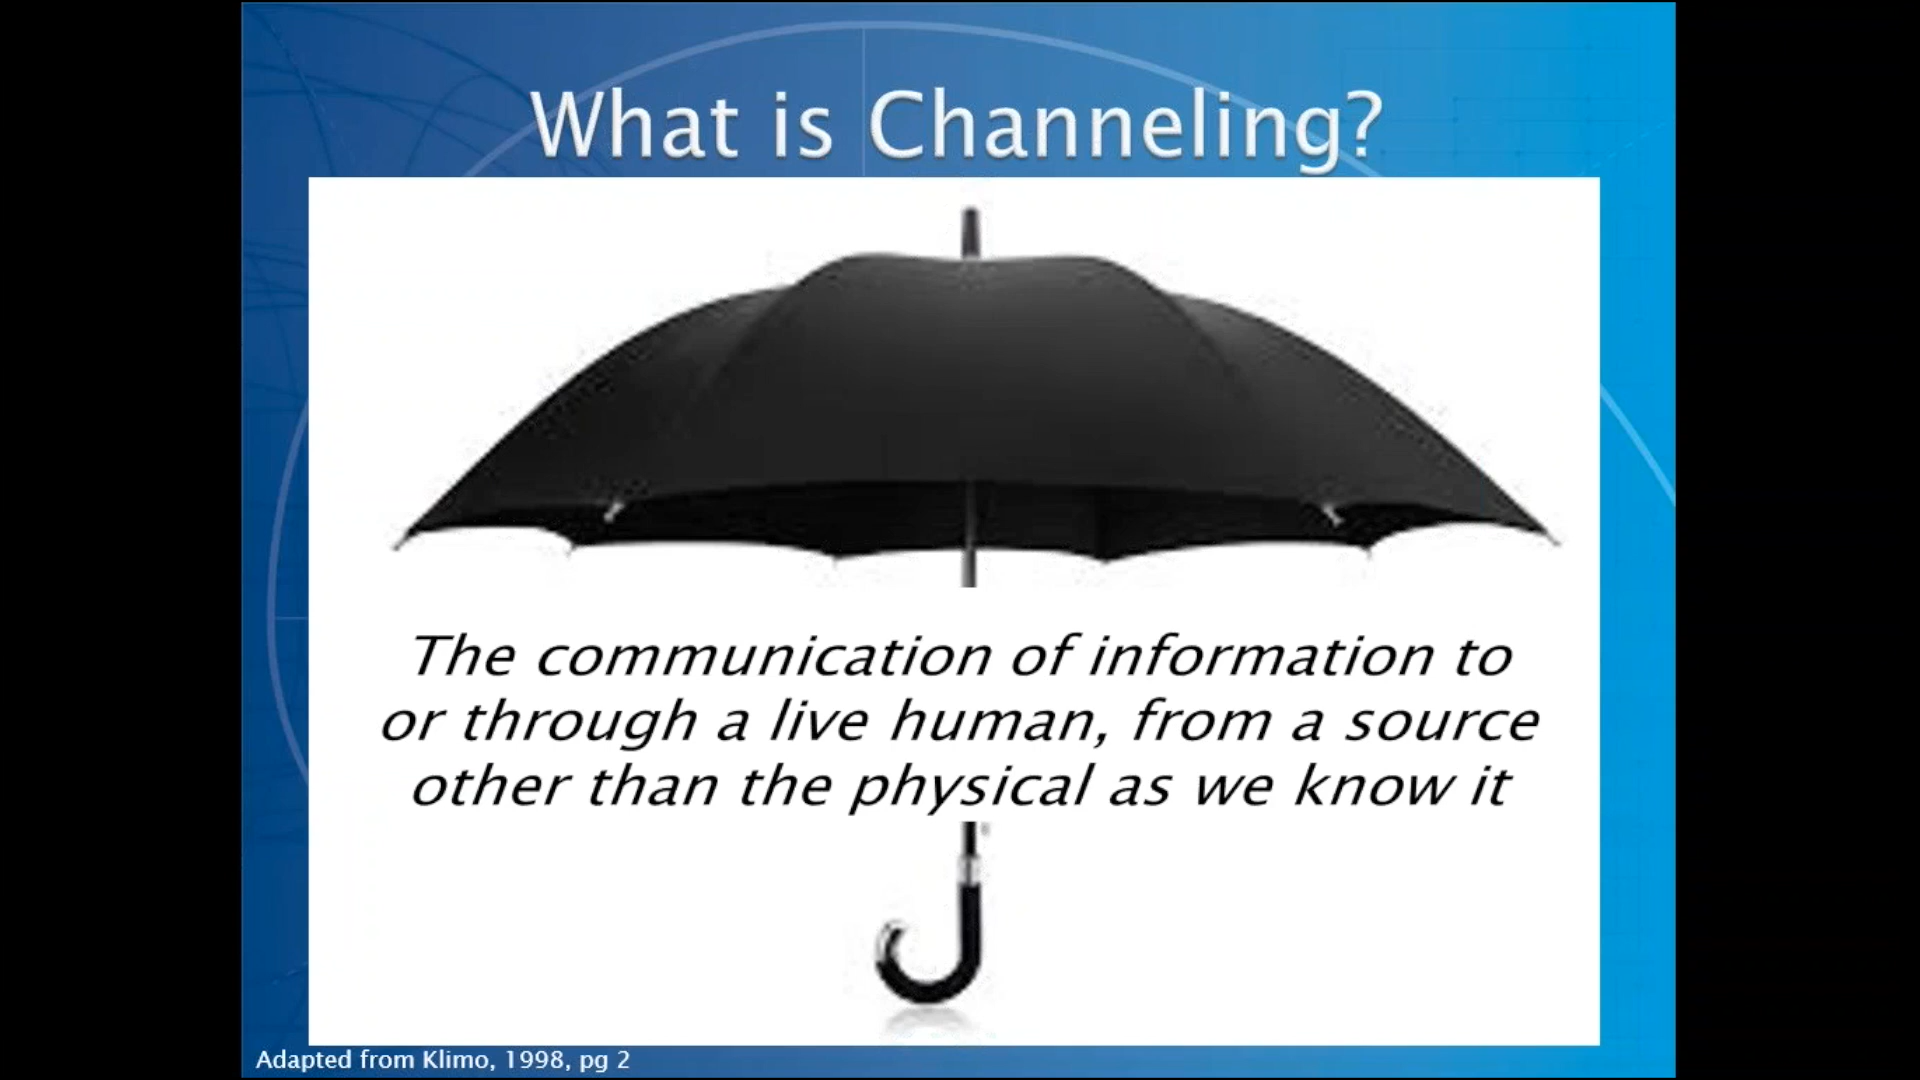 What is Channeling?
The communication of information to
or through a live human, from a source
other than the physical as we know it
Adapted from Klimo, 1998, pg 2